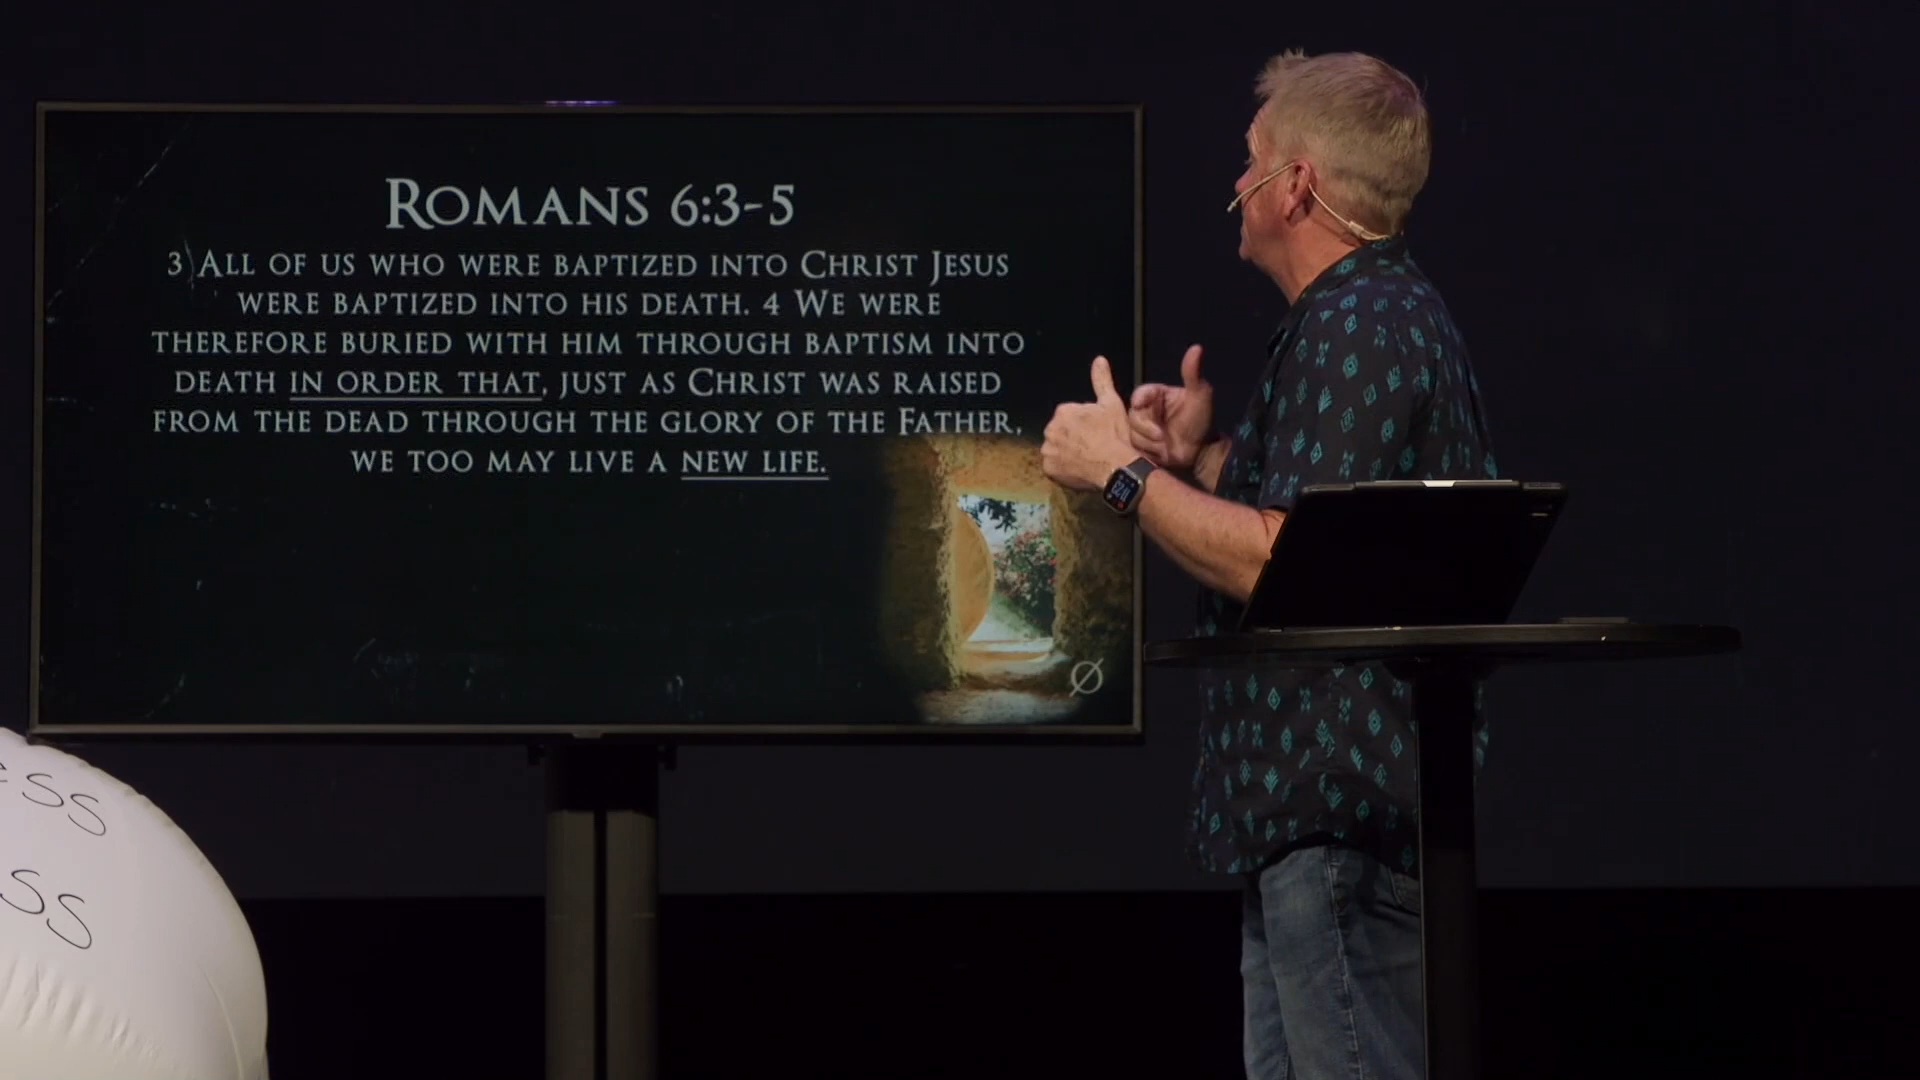 Romans 6:3-5
3 All of us who were baptized into Christ Jesus
were baptized into his death. 4 We were
therefore buried with him through baptism into
death in order that, just as Christ was raised
from the dead through the glory of the Father,
we too may live a new life.
ss
ss